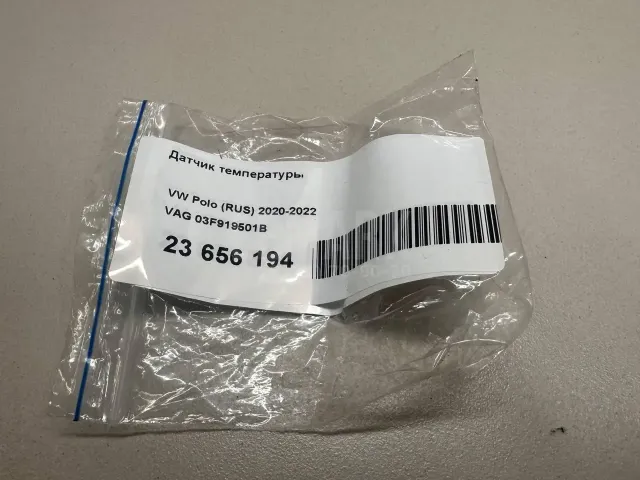 Датчик температуры
VW Polo (RUS) 2020-2022
VAG 03F919501B
23 656 194